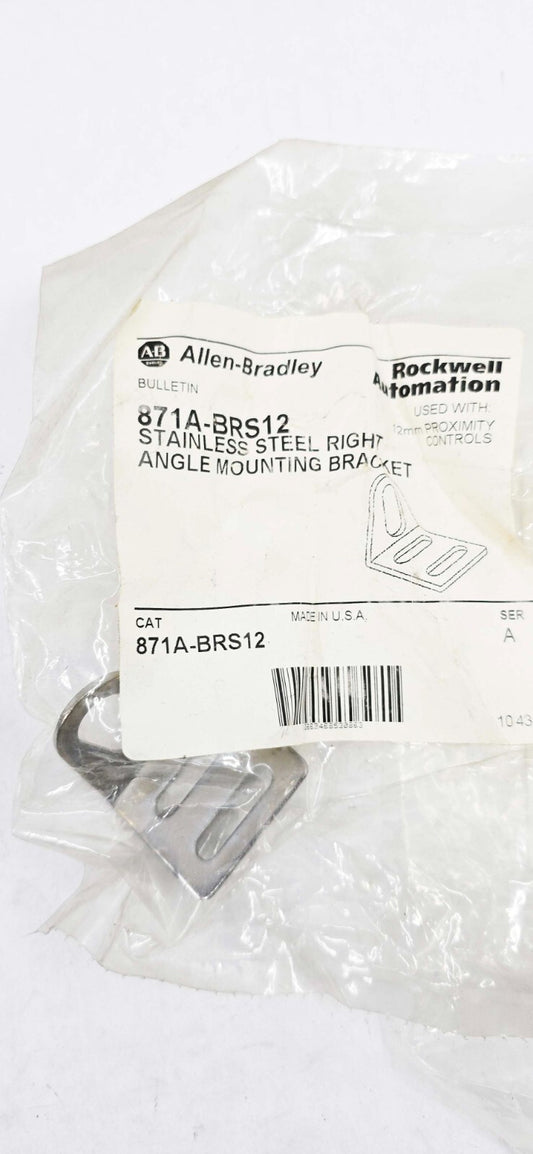 AB
Allen-Bradley
Rockwell
Automation
BULLETIN
871A-BRS12
STAINLESS STEEL RIGHT
ANGLE MOUNTING BRACKET
USED WITH:
12mm PROXIMITY
CONTROLS
CAT
871A-BRS12
MADE IN U.S.A.
SER
A